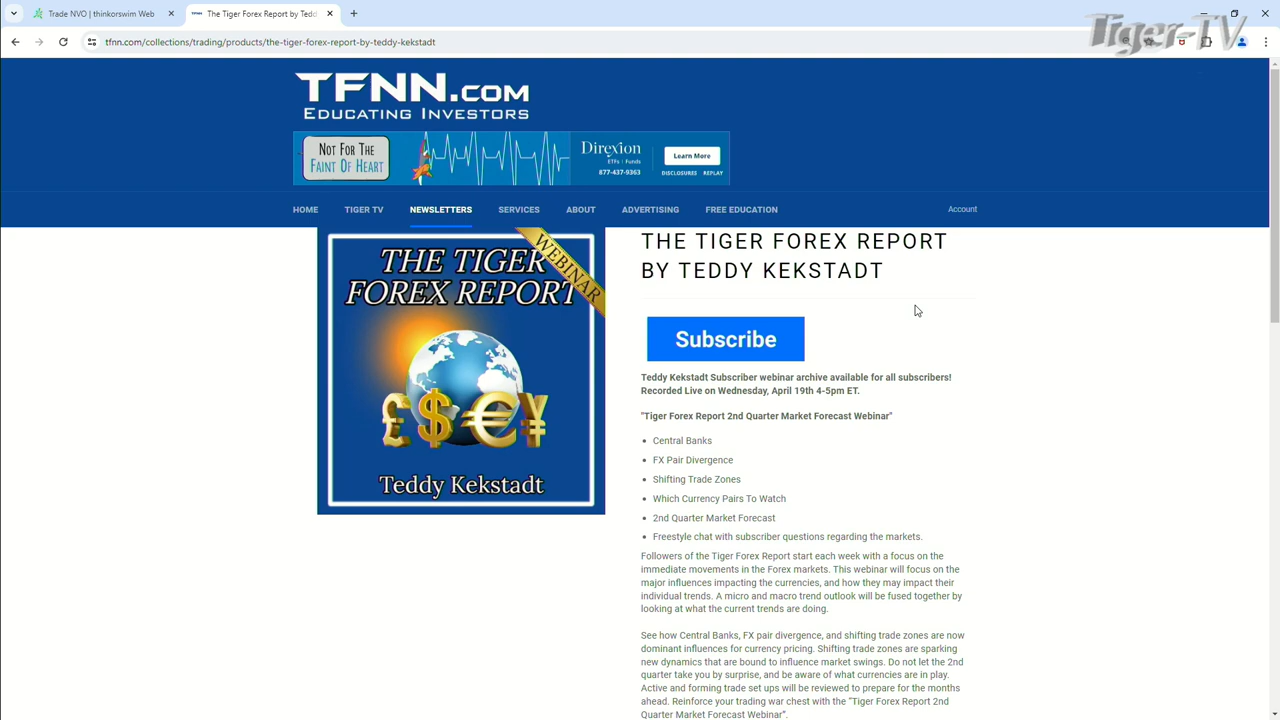 Trade NVO | thinkorswim Web
The Tiger Forex Report by Tedd
Tiger-TV
tfnn.com/collections/trading/products/the-tiger-forex-report-by-teddy-kekstadt
TFNN.COM
EDUCATING INVESTORS
NOT FOR THE
FAINT OF HEART
Direxion
ETFs | Funds
877-437-9363
Learn More
DISCLOSURES REPLAY
HOME TIGER TV NEWSLETTERS SERVICES ABOUT ADVERTISING FREE EDUCATION Account
THE TIGER
FOREX REPORT
WEBINAR
£$€¥
Teddy Kekstadt
THE TIGER FOREX REPORT
BY TEDDY KEKSTADT
Subscribe
Teddy Kekstadt Subscriber webinar archive available for all subscribers!
Recorded Live on Wednesday, April 19th 4-5pm ET.
"Tiger Forex Report 2nd Quarter Market Forecast Webinar"
• Central Banks
• FX Pair Divergence
• Shifting Trade Zones
• Which Currency Pairs To Watch
• 2nd Quarter Market Forecast
• Freestyle chat with subscriber questions regarding the markets.
Followers of the Tiger Forex Report start each week with a focus on the
immediate movements in the Forex markets. This webinar will focus on the
major influences impacting the currencies, and how they may impact their
individual trends. A micro and macro trend outlook will be fused together by
looking at what the current trends are doing.
See how Central Banks, FX pair divergence, and shifting trade zones are now
dominant influences for currency pricing. Shifting trade zones are sparking
new dynamics that are bound to influence market swings. Do not let the 2nd
quarter take you by surprise, and be aware of what currencies are in play.
Active and forming trade set ups will be reviewed to prepare for the months
ahead. Reinforce your trading war chest with the “Tiger Forex Report 2nd
Quarter Market Forecast Webinar”.